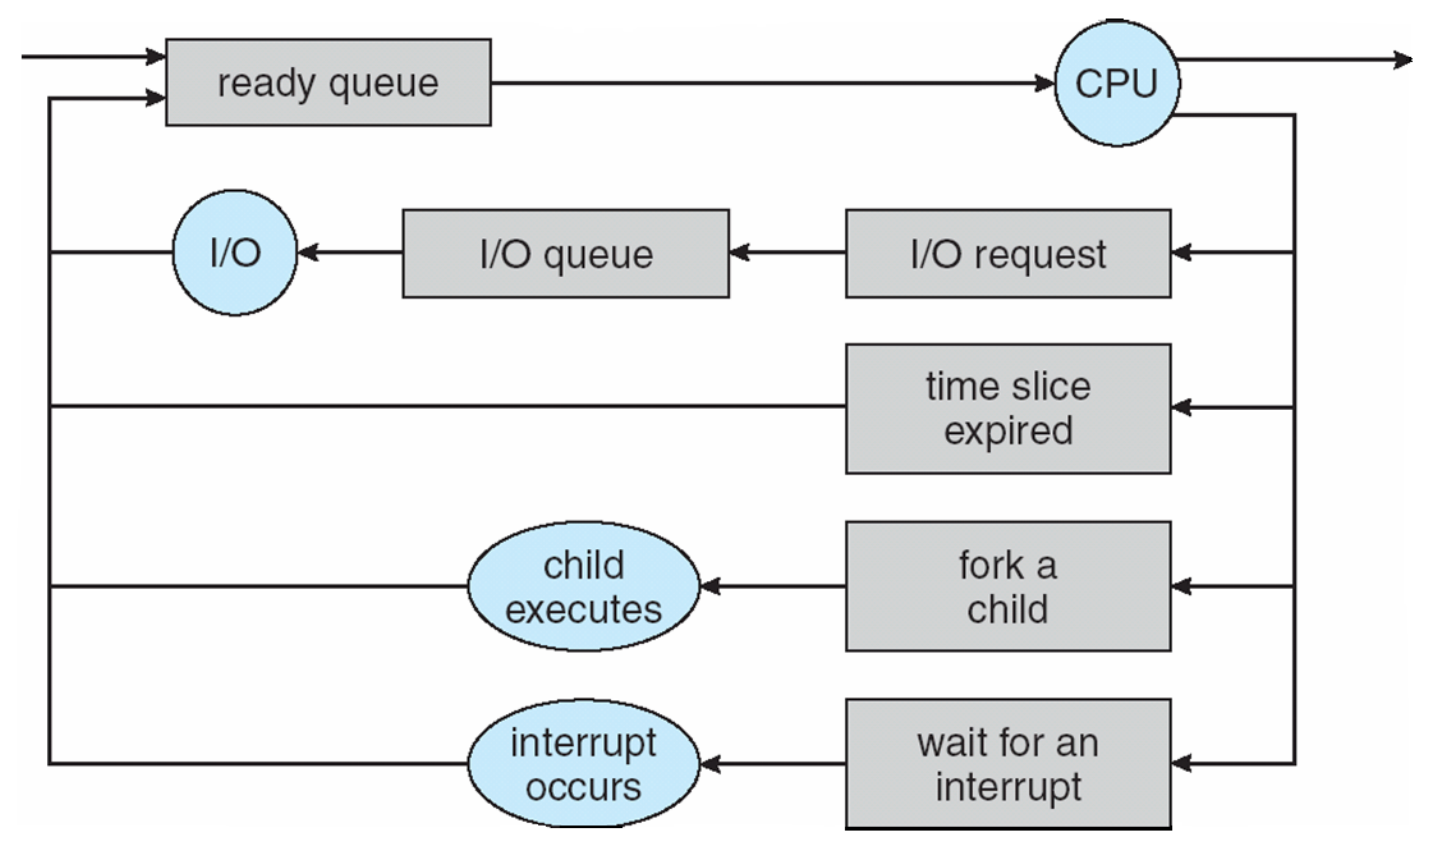 ready queue
CPU
I/O
I/O queue
I/O request
time slice
expired
child
executes
fork a
child
interrupt
occurs
wait for an
interrupt